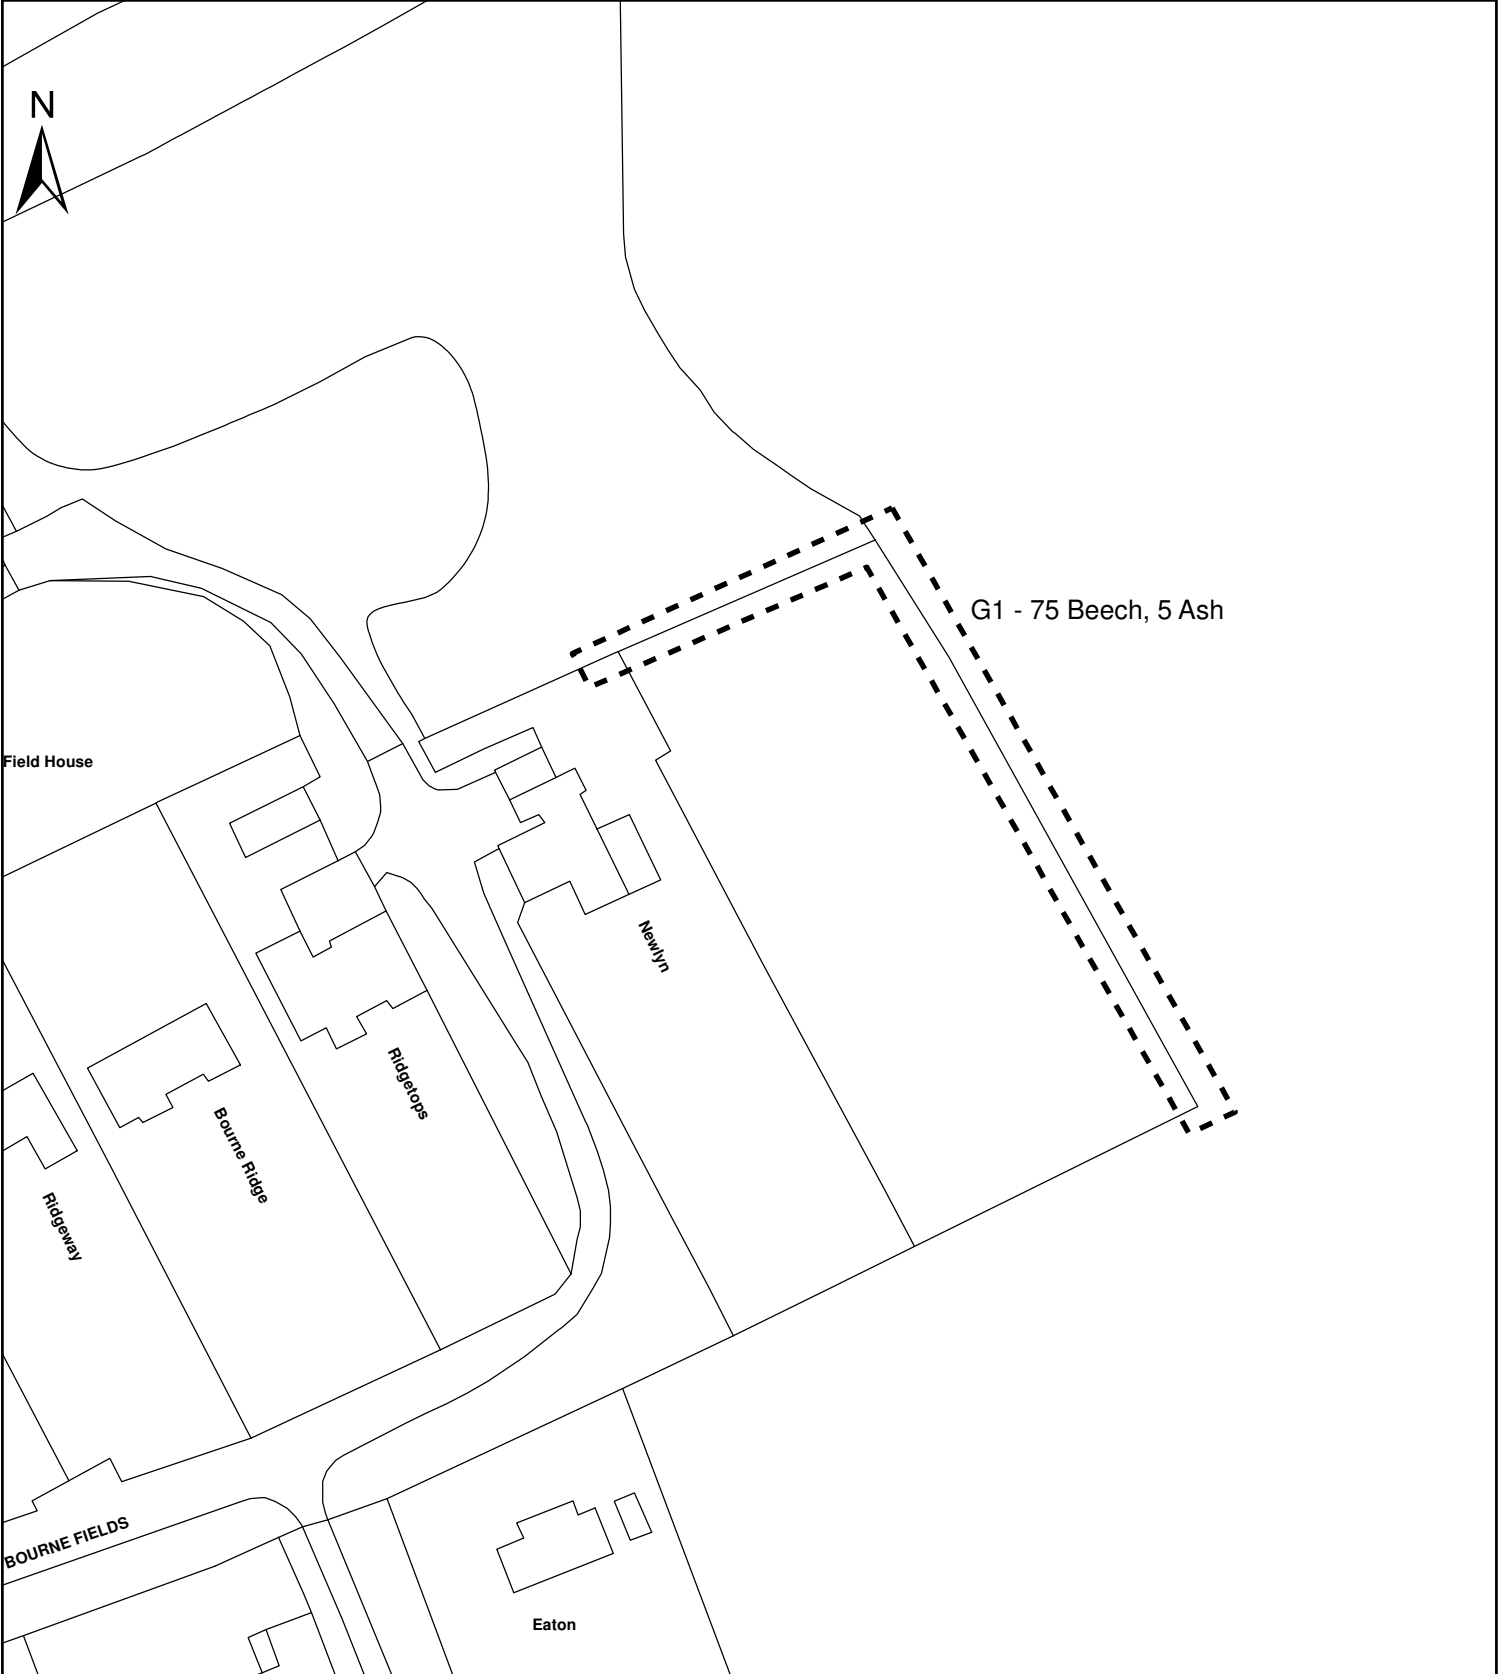 N
G1 - 75 Beech, 5 Ash
Field House
Newlyn
Ridgetops
Bourne Ridge
Ridgeway
BOURNE FIELDS
Eaton